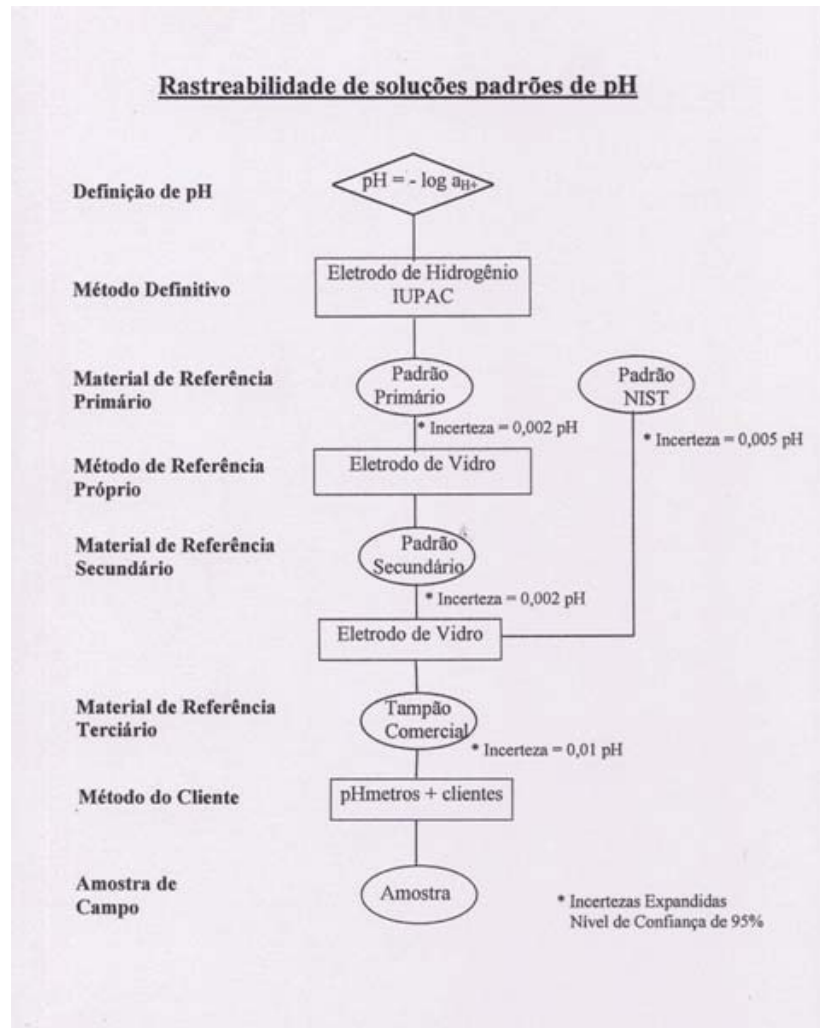 Rastreabilidade de soluções padrões de pH
Definição de pH
pH = - log aH+
Método Definitivo
Eletrodo de Hidrogênio
IUPAC
Material de Referência
Primário
Padrão
Primário
Padrão
NIST
* Incerteza = 0,002 pH
* Incerteza = 0,005 pH
Método de Referência
Próprio
Eletrodo de Vidro
Material de Referência
Secundário
Padrão
Secundário
* Incerteza = 0,002 pH
Eletrodo de Vidro
Material de Referência
Terciário
Tampão
Comercial
* Incerteza = 0,01 pH
Método do Cliente
pHmetros + clientes
Amostra de
Campo
Amostra
* Incertezas Expandidas
Nível de Confiança de 95%